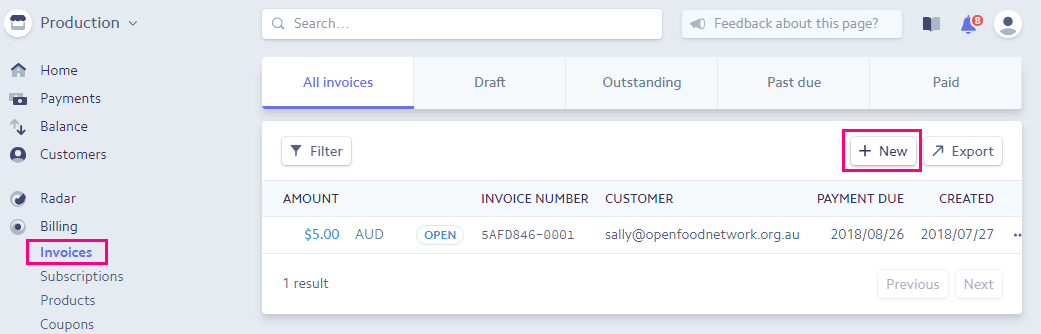 Production
Search...
Feedback about this page?
8
Home
Payments
Balance
Customers
Radar
Billing
Invoices
Subscriptions
Products
Coupons
All invoices
Draft
Outstanding
Past due
Paid
Filter
+ New
Export
AMOUNT INVOICE NUMBER CUSTOMER PAYMENT DUE CREATED
$5.00 AUD OPEN 5AFD846-0001 sally@openfoodnetwork.org.au 2018/08/26 2018/07/27
1 result
Previous
Next